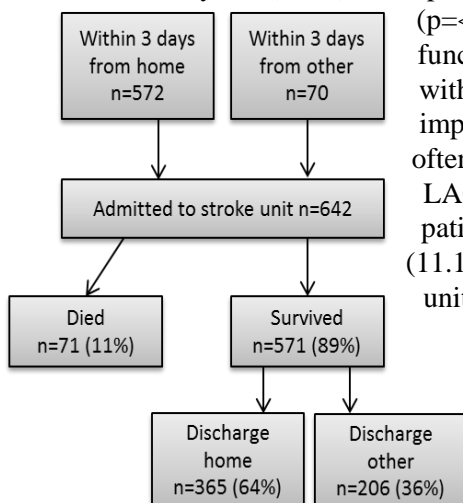 Within 3 days
from home
n=572
Within 3 days
from other
n=70
Admitted to stroke unit n=642
Died
n=71 (11%)
Survived
n=571 (89%)
Discharge
home
n=365 (64%)
Discharge
other
n=206 (36%)
(p=<
func
with
imp
often
LA
pati
(11.1
unit